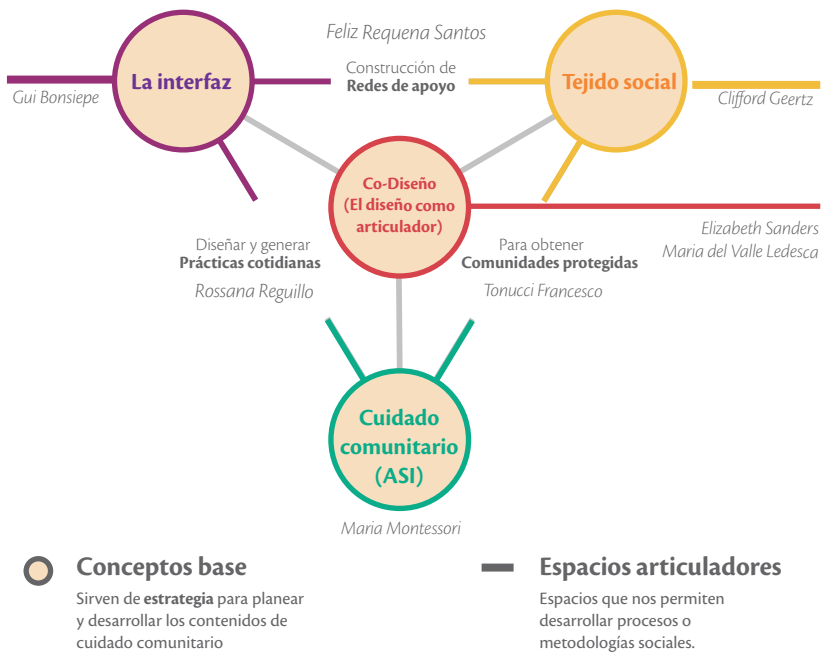 Feliz Requena Santos
La interfaz
Construcción de
Redes de apoyo
Tejido social
Gui Bonsiepe
Clifford Geertz
Co-Diseño
(El diseño como
articulador)
Elizabeth Sanders
Maria del Valle Ledesca
Diseñar y generar
Prácticas cotidianas
Rossana Reguillo
Para obtener
Comunidades protegidas
Tonucci Francesco
Cuidado
comunitario
(ASI)
Maria Montessori
Conceptos base
Sirven de estrategia para planear
y desarrollar los contenidos de
cuidado comunitario
Espacios articuladores
Espacios que nos permiten
desarrollar procesos o
metodologías sociales.